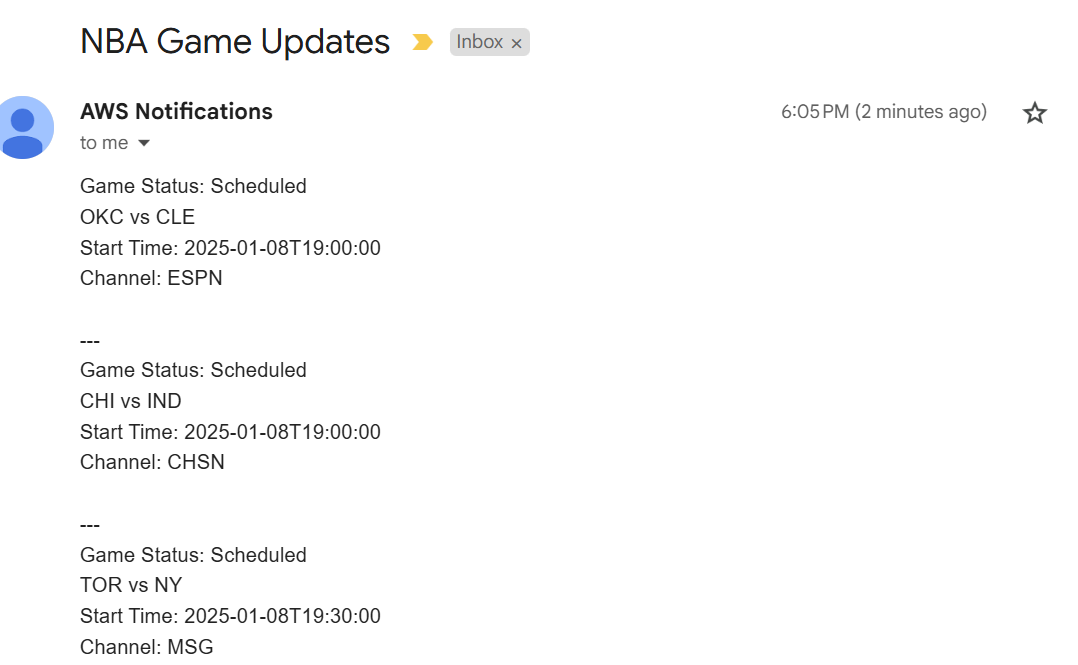 NBA Game Updates Inbox ×
AWS Notifications 6:05 PM (2 minutes ago)
to me
Game Status: Scheduled
OKC vs CLE
Start Time: 2025-01-08T19:00:00
Channel: ESPN
---
Game Status: Scheduled
CHI vs IND
Start Time: 2025-01-08T19:00:00
Channel: CHSN
---
Game Status: Scheduled
TOR vs NY
Start Time: 2025-01-08T19:30:00
Channel: MSG